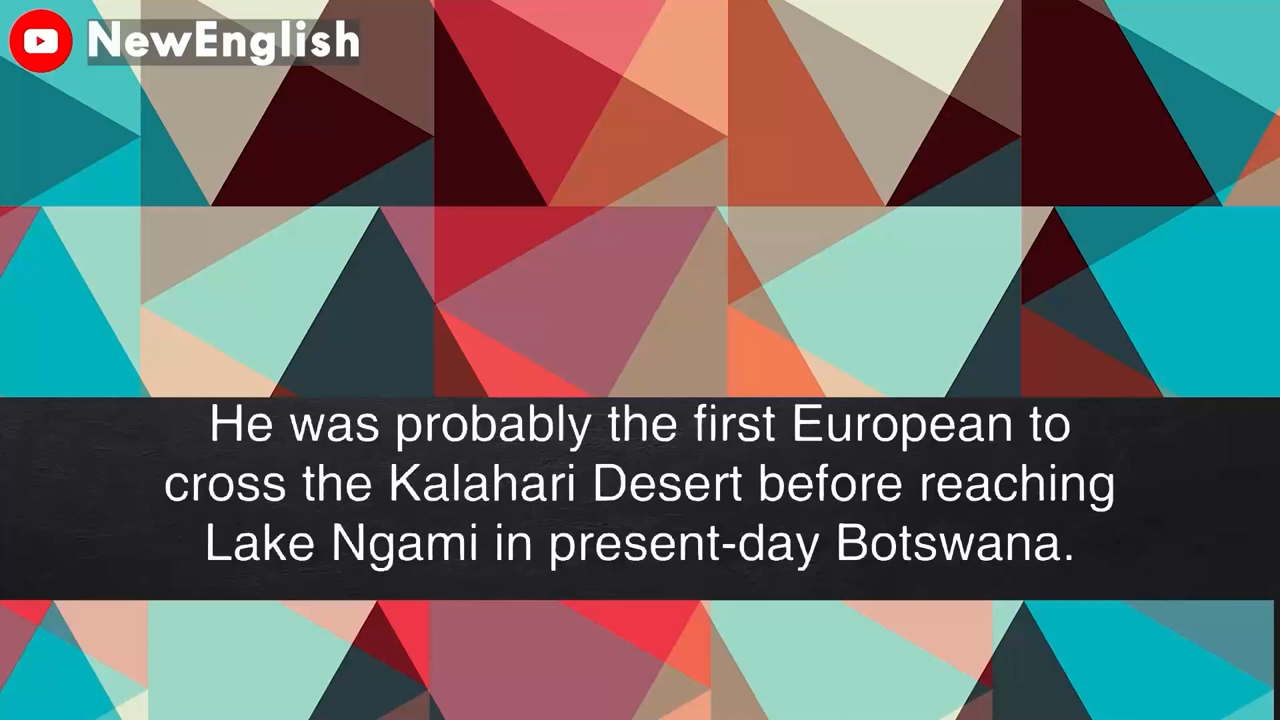 NewEnglish
He was probably the first European to
cross the Kalahari Desert before reaching
Lake Ngami in present-day Botswana.